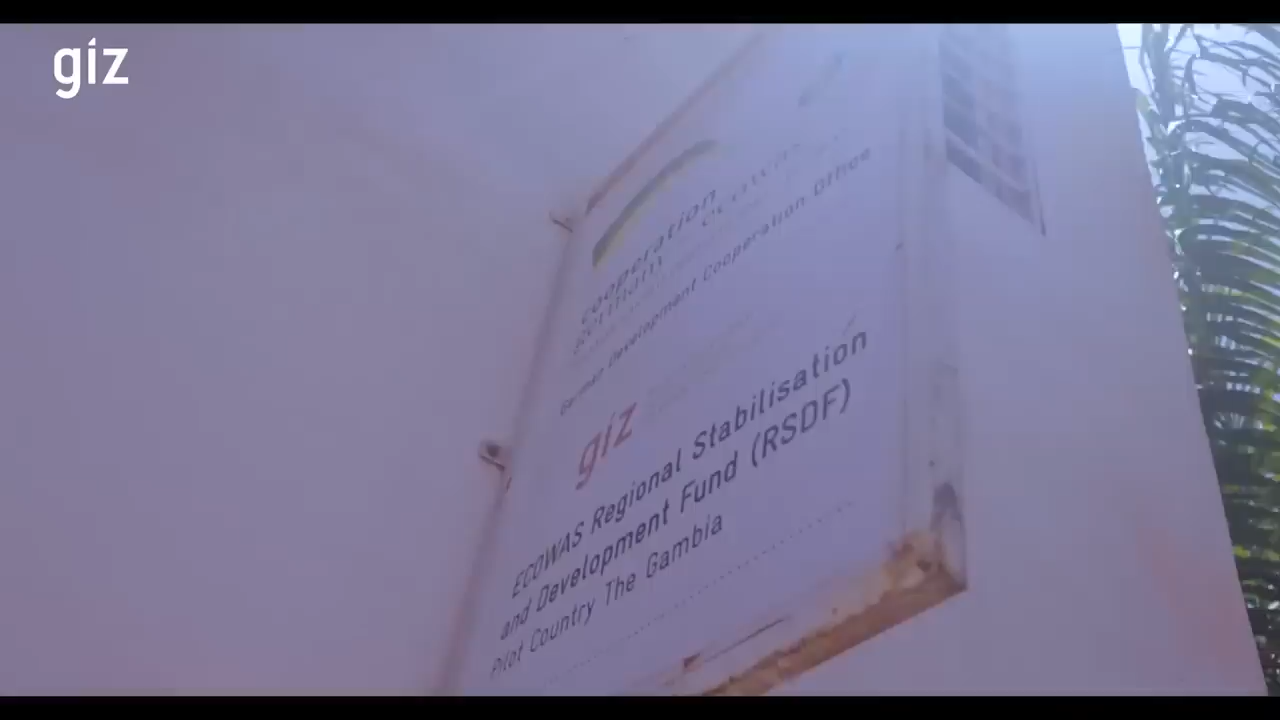 giz
cooperation
German Development Cooperation Office
giz
ECOWAS Regional Stabilisation
and Development Fund (RSDF)
Pilot Country The Gambia